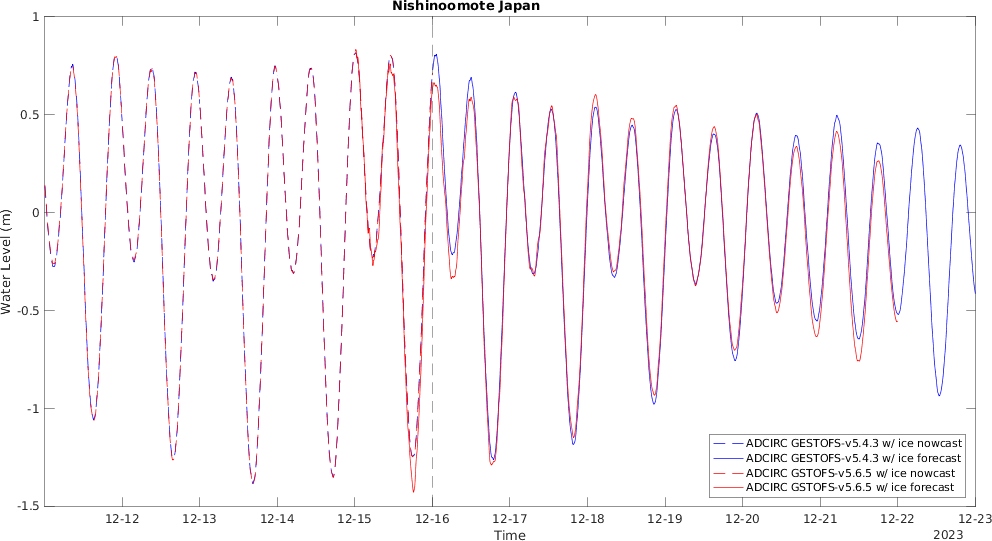 Nishinoomote Japan
1
0.5
0
-0.5
-1
-1.5
Water Level (m)
12-12
12-13
12-14
12-15
12-16
12-17
12-18
12-19
12-20
12-21
12-22
12-23
2023
Time
ADCIRC GESTOFS-v5.4.3 w/ ice nowcast
ADCIRC GESTOFS-v5.4.3 w/ ice forecast
ADCIRC GSTOFS-v5.6.5 w/ ice nowcast
ADCIRC GSTOFS-v5.6.5 w/ ice forecast